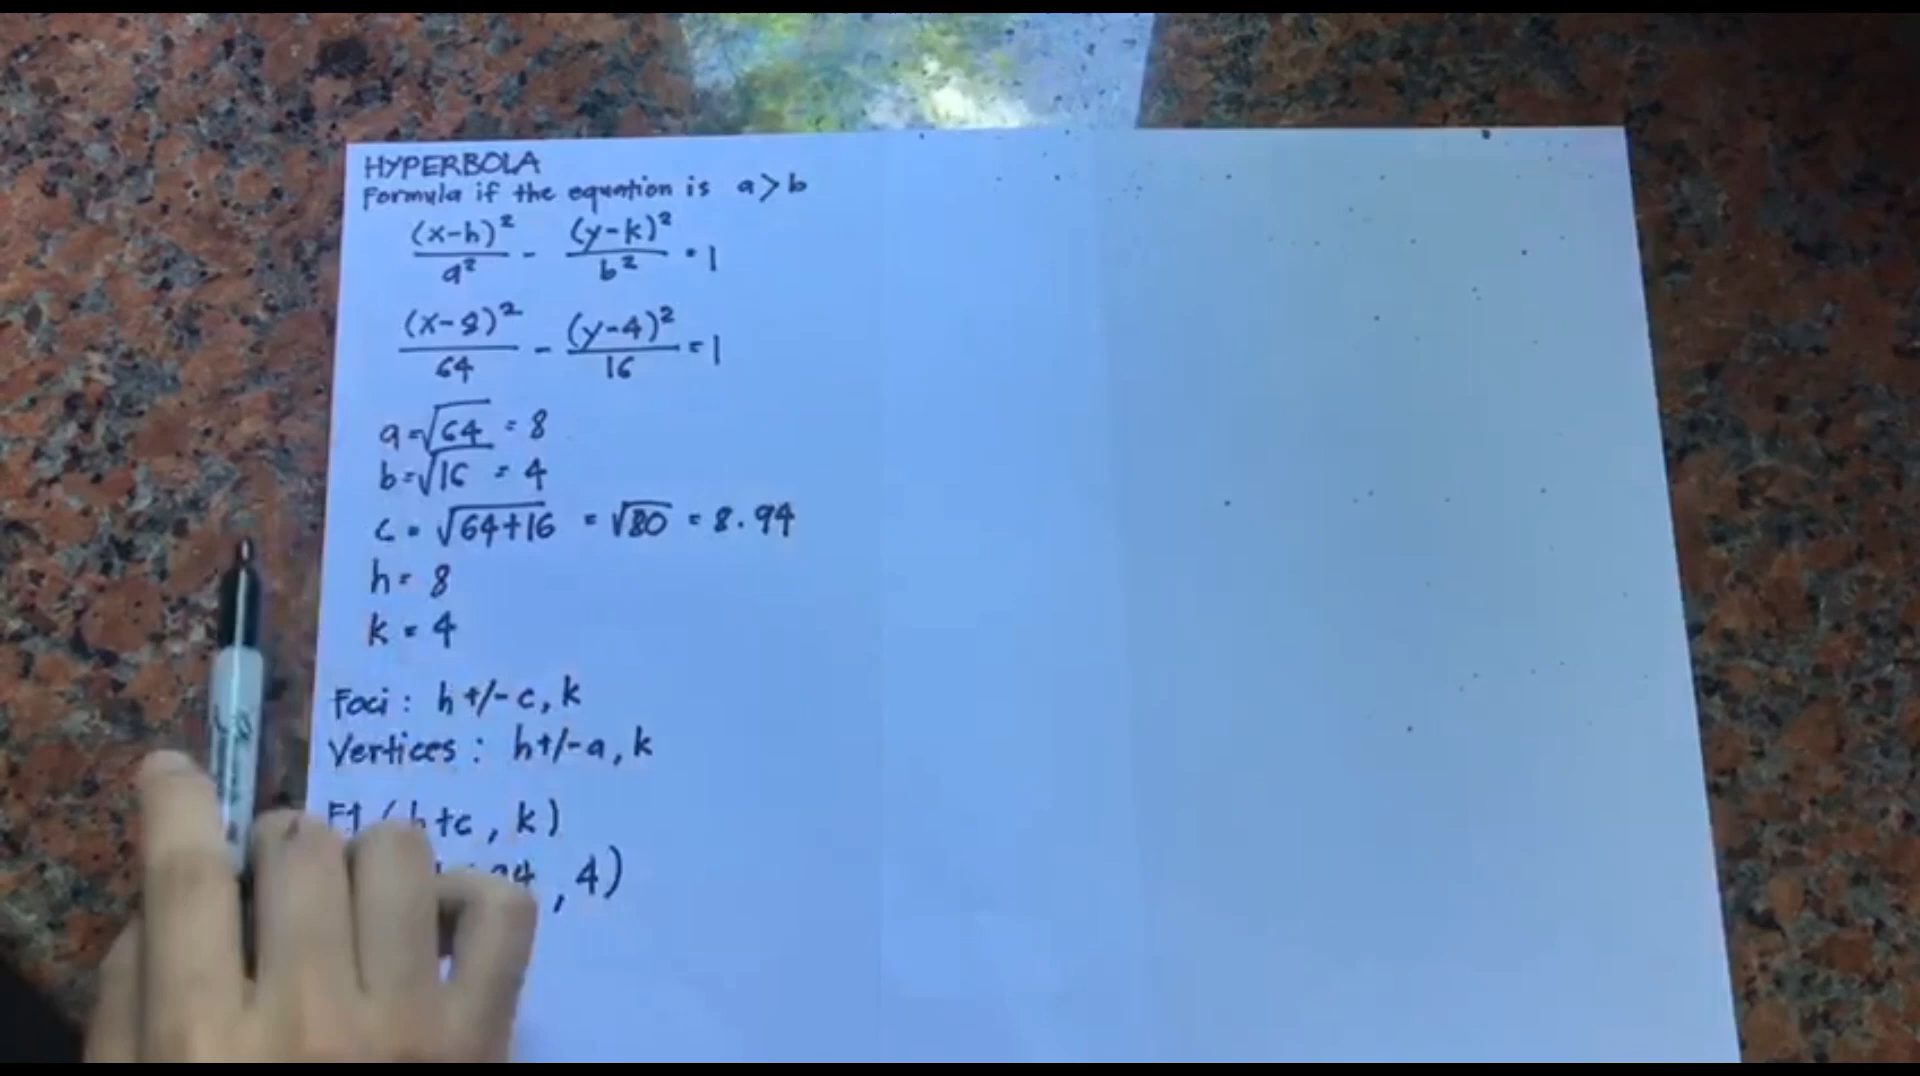 HYPERBOLA
Formula if the equation is a > b
(x-h)² / a² - (y-k)² / b² = 1
(x-8)² / 64 - (y-4)² / 16 = 1
a = √64 = 8
b = √16 = 4
c = √64+16 = √80 = 8.94
h = 8
k = 4
Foci : h +/- c, k
Vertices : h +/- a, k
F1 (h+c, k)
, 4)